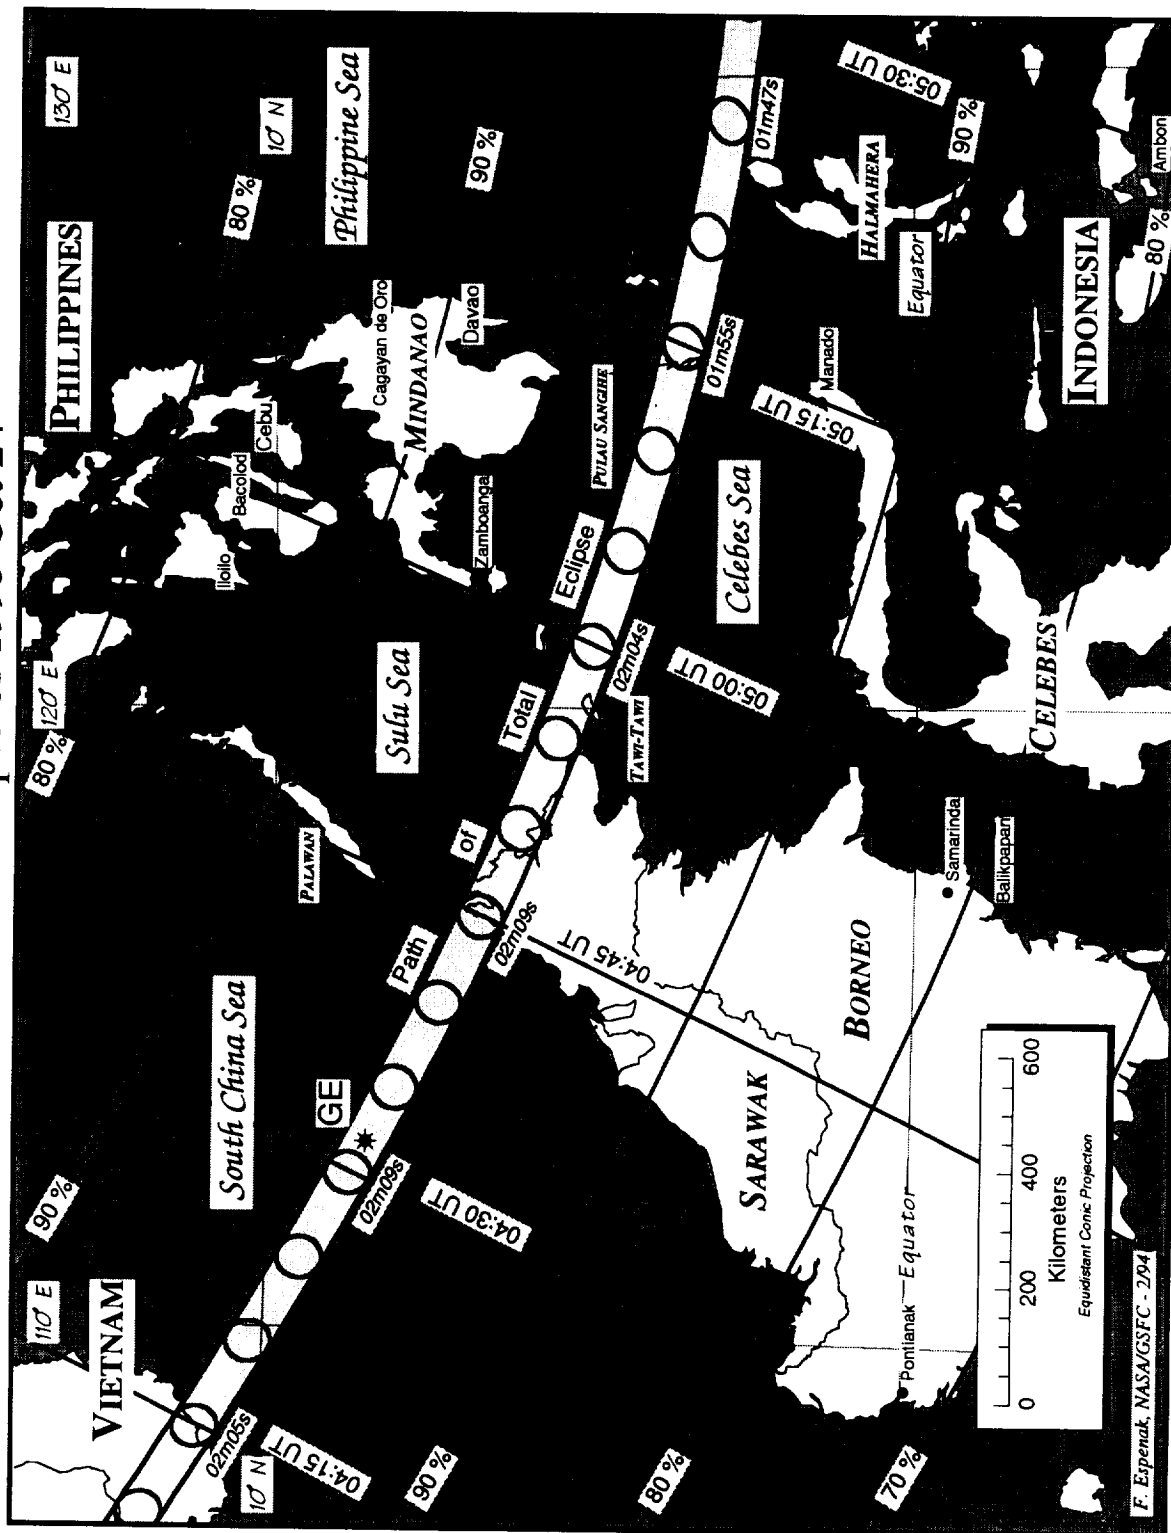 110° E
120° E
130° E
VIETNAM
PHILIPPINES
90 %
80 %
80 %
10° N
South China Sea
PALAWAN
Sulu Sea
Iloilo
Bacolod
Cebu
Cagayan de Oro
MINDANAO
Davao
Zamboanga
Philippine Sea
90 %
GE
Path
of
Total
Eclipse
PULAU SANGIHE
02m05s
02m09s
02m09s
02m04s
01m55s
01m47s
04:15 UT
04:30 UT
04:45 UT
05:00 UT
05:15 UT
05:30 UT
10° N
TAWI-TAWI
Celebes Sea
Manado
HALMAHERA
90 %
Equator
90 %
80 %
70 %
SARAWAK
BORNEO
Samarinda
Balikpapan
CELEBES
INDONESIA
80 %
Ambon
Pontianak
Equator
0 200 400 600
Kilometers
Equidistant Conic Projection
F. Espenak, NASA/GSFC - 2/94